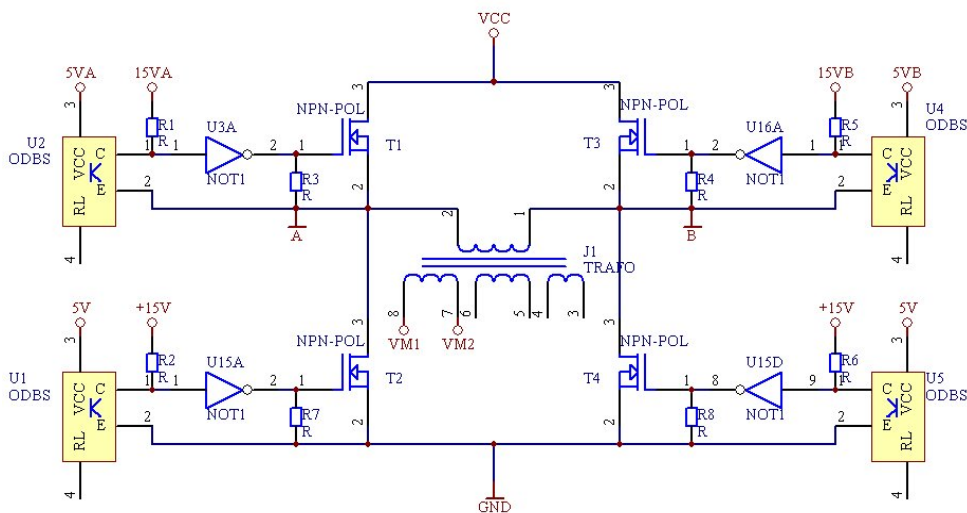 VCC
5VA 15VA 15VB 5VB
3 3 3 3
NPN-POL NPN-POL
U2 R1 U3A U16A R5 U4
ODBS R R ODBS
VCC C 1 1 2 1 T1 T3 1 2 1 1 C VCC
K
E NOT1 NOT1 E
2 R3 2 2 R4 2
RL R R RL
A 2 1 B
4 J1 4
TRAFO
8 7 6 5 4 3
VM1 VM2
5V +15V +15V 5V
3 3 3 3
NPN-POL NPN-POL
U1 R2 U15A U15D R6 U5
ODBS R R ODBS
VCC C 1 1 2 1 T2 T4 1 8 9 1 C VCC
K
E NOT1 NOT1 E
2 R7 2 2 R8 2
RL R R RL
4 4
GND